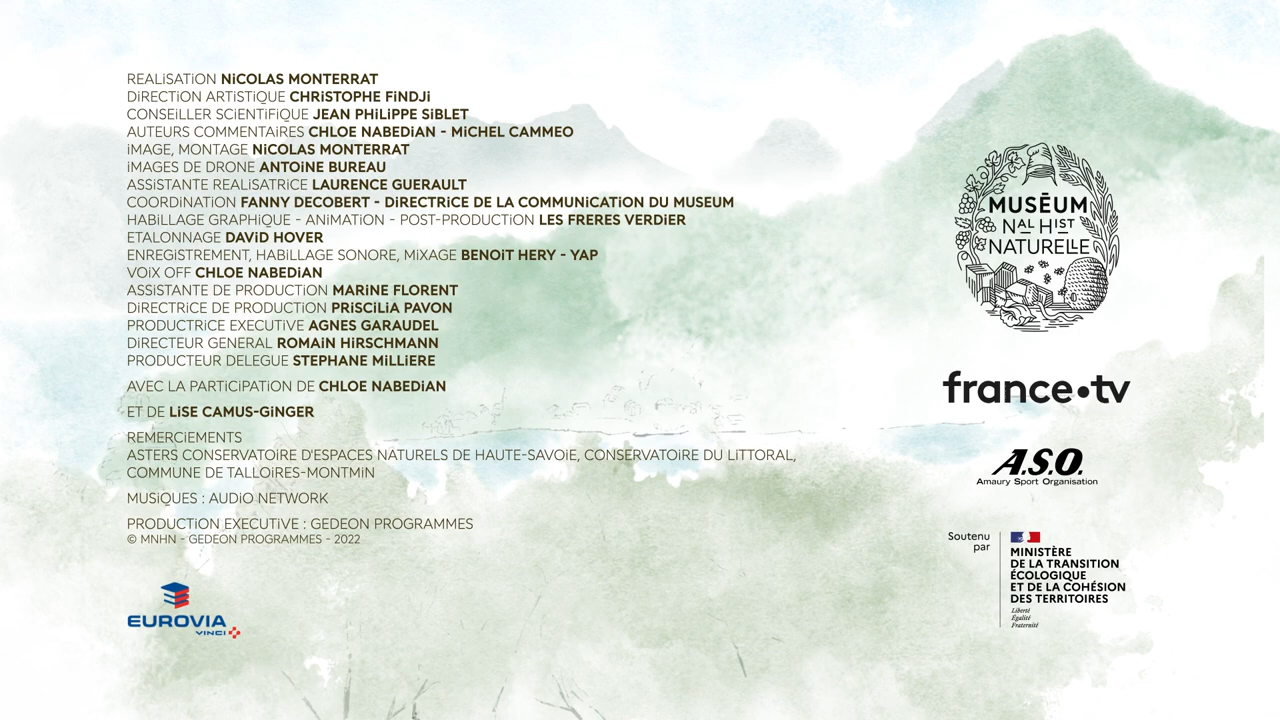 REALiSATiON NiCOLAS MONTERRAT
DiRECTiON ARTiSTiQUE CHRiSTOPHE FiNDJi
CONSEiLLER SCiENTiFiQUE JEAN PHiLiPPE SiBLET
AUTEURS COMMENTAiRES CHLOE NABEDiAN - MiCHEL CAMMEO
iMAGE, MONTAGE NiCOLAS MONTERRAT
iMAGES DE DRONE ANTOiNE BUREAU
ASSiSTANTE REALiSATRiCE LAURENCE GUERAULT
COORDiNATiON FANNY DECOBERT - DiRECTRiCE DE LA COMMUNiCATiON DU MUSEUM
HABiLLAGE GRAPHiQUE - ANiMATiON - POST-PRODUCTiON LES FRERES VERDiER
ETALONNAGE DAViD HOVER
ENREGiSTREMENT, HABiLLAGE SONORE, MiXAGE BENOiT HERY - YAP
VOiX OFF CHLOE NABEDiAN
ASSiSTANTE DE PRODUCTiON MARiNE FLORENT
DiRECTRiCE DE PRODUCTiON PRiSCiLiA PAVON
PRODUCTRiCE EXECUTiVE AGNES GARAUDEL
DiRECTEUR GENERAL ROMAiN HiRSCHMANN
PRODUCTEUR DELEGUE STEPHANE MiLLiERE
AVEC LA PARTiCiPATiON DE CHLOE NABEDiAN
ET DE LiSE CAMUS-GiNGER
REMERCiEMENTS
ASTERS CONSERVATOiRE D'ESPACES NATURELS DE HAUTE-SAVOiE, CONSERVATOiRE DU LiTTORAL,
COMMUNE DE TALLOiRES-MONTMiN
MUSiQUES : AUDiO NETWORK
PRODUCTiON EXECUTiVE : GEDEON PROGRAMMES
© MNHN - GEDEON PROGRAMMES - 2022
EUROVIA
VINCI
MUSĒUM
NAL HIST
NATURELLE
france•tv
A.S.O.
Amaury Sport Organisation
Soutenu
par
MINISTÈRE
DE LA TRANSITION
ÉCOLOGIQUE
ET DE LA COHÉSION
DES TERRITOIRES
Liberté
Égalité
Fraternité